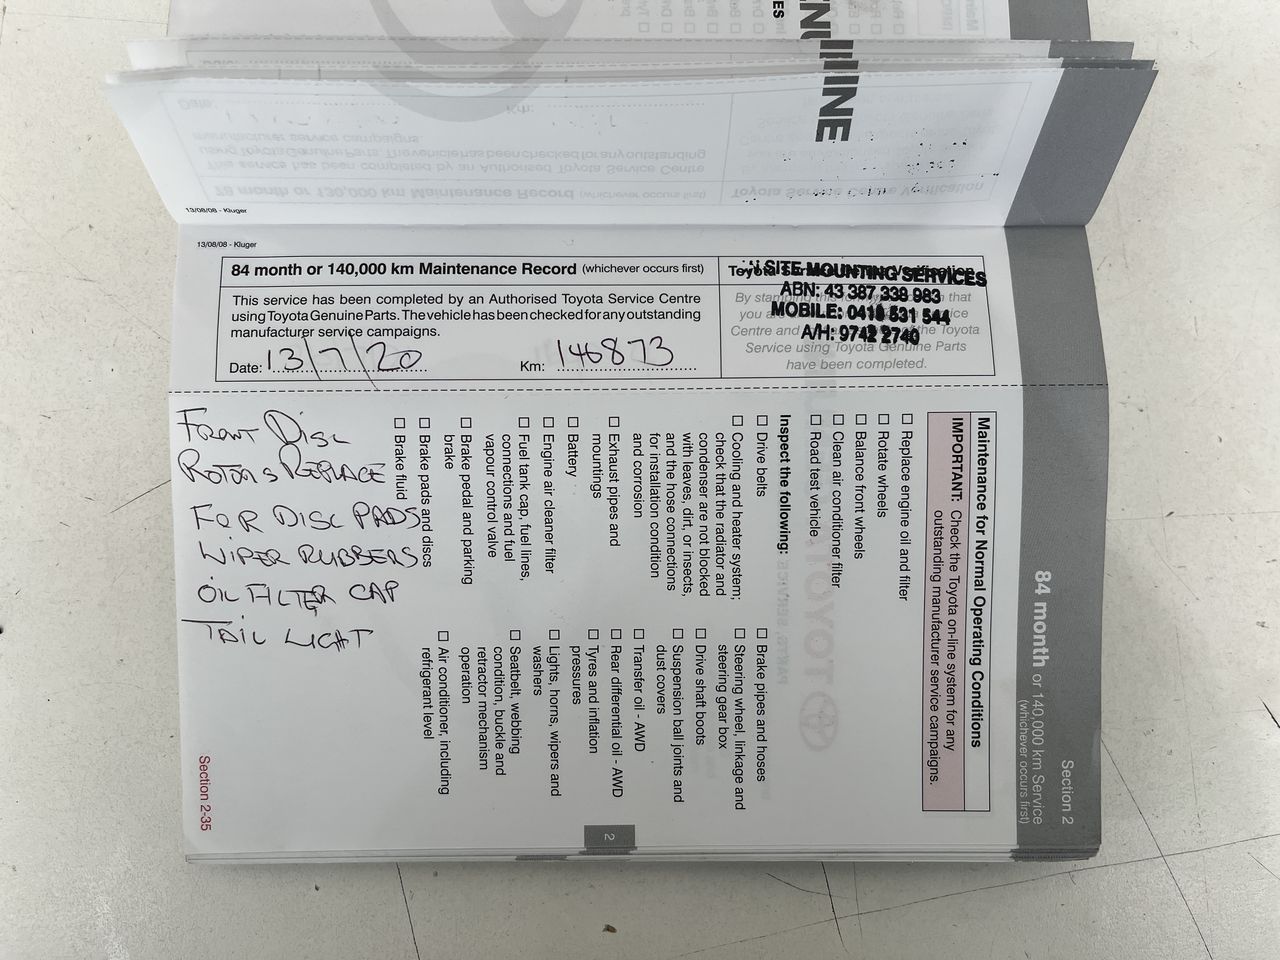 ES
GENUINE
13/08/08 - Kluger
13/08/08 - Kluger
84 month or 140,000 km Maintenance Record (whichever occurs first)
This service has been completed by an Authorised Toyota Service Centre
using Toyota Genuine Parts. The vehicle has been checked for any outstanding
manufacturer service campaigns.
Date: 13/7/20 Km: 146873
SITE MOUNTING SERVICES
ABN: 43 387 338 983
MOBILE: 0418 531 544
A/H: 9742 2740
Service using Toyota Genuine Parts
have been completed.
FRONT DISC
ROTORS REPLACE
FOR DISC PADS
WIPER RUBBERS
OIL FILTER CAP
TAIL LIGHT
Section 2
84 month or 140,000 km Service
(whichever occurs first)
Maintenance for Normal Operating Conditions
IMPORTANT: Check the Toyota on-line system for any
outstanding manufacturer service campaigns.
Replace engine oil and filter
Rotate wheels
Balance front wheels
Clean air conditioner filter
Road test vehicle
Inspect the following:
Drive belts
Cooling and heater system;
check that the radiator and
condenser are not blocked
with leaves, dirt, or insects,
and the hose connections
for installation condition
and corrosion
Exhaust pipes and
mountings
Battery
Engine air cleaner filter
Fuel tank cap, fuel lines,
connections and fuel
vapour control valve
Brake pedal and parking
brake
Brake pads and discs
Brake fluid
Brake pipes and hoses
Steering wheel, linkage and
steering gear box
Drive shaft boots
Suspension ball joints and
dust covers
Transfer oil - AWD
Rear differential oil - AWD
Tyres and inflation
pressures
Lights, horns, wipers and
washers
Seatbelt, webbing
condition, buckle and
retractor mechanism
operation
Air conditioner, including
refrigerant level
2
Section 2-35